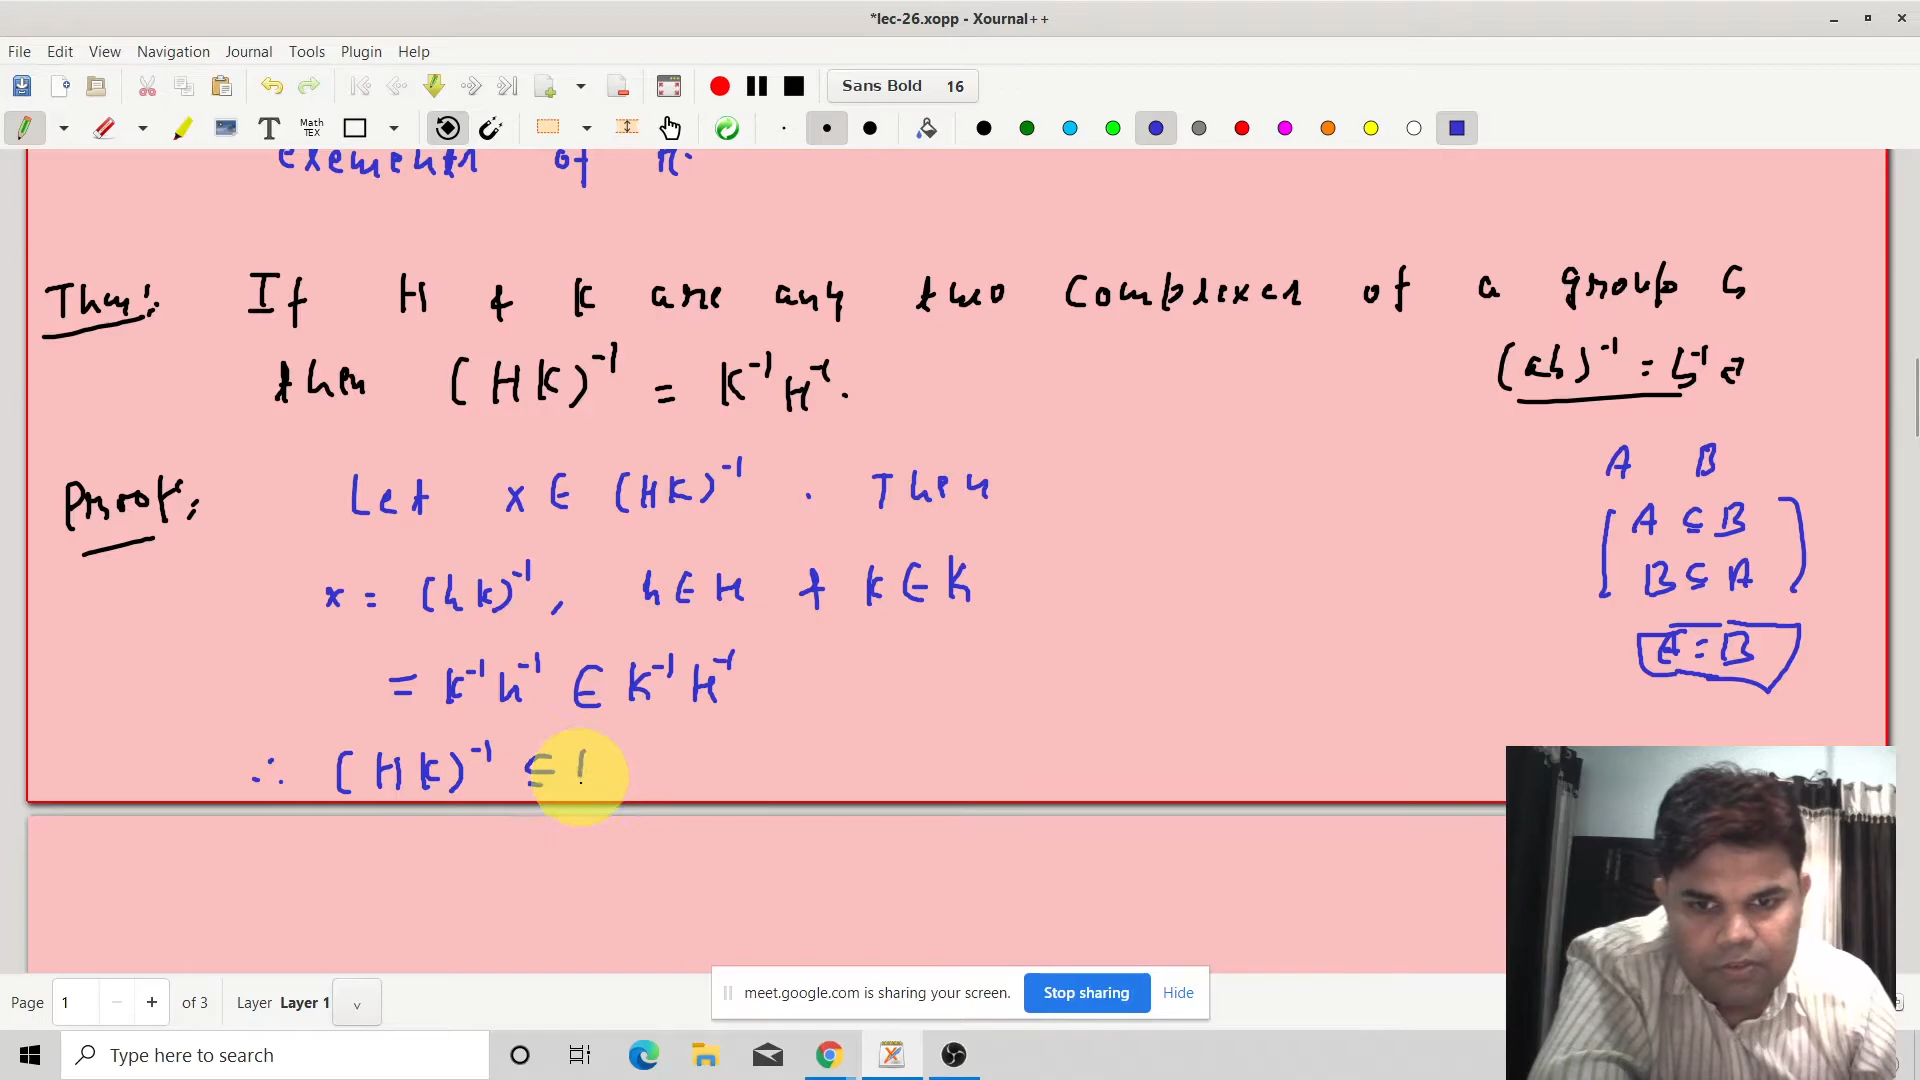 *lec-26.xopp - Xournal++
File Edit View Navigation Journal Tools Plugin Help
Sans Bold 16
T Math TEX
elements of H.
Thm: If H & K are any two Complexes of a group G
then (HK)⁻¹ = K⁻¹H⁻¹.
(ab)⁻¹ = b⁻¹a
A B
Proof: Let x ∈ (HK)⁻¹. Then
A ⊆ B
x = (hk)⁻¹, h ∈ H & k ∈ K
B ⊆ A
A = B
= k⁻¹h⁻¹ ∈ K⁻¹H⁻¹
∴ (HK)⁻¹ ⊆
Page 1 of 3 Layer Layer 1
meet.google.com is sharing your screen. Stop sharing Hide
Type here to search